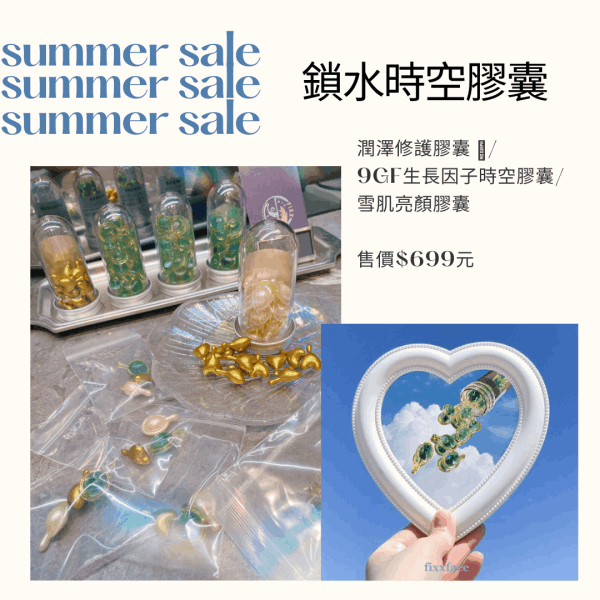 summer sale
summer sale
summer sale
鎖水時空膠囊
潤澤修護膠囊 /
9GF生長因子時空膠囊/
雪肌亮顏膠囊
售價$699元
fixxface